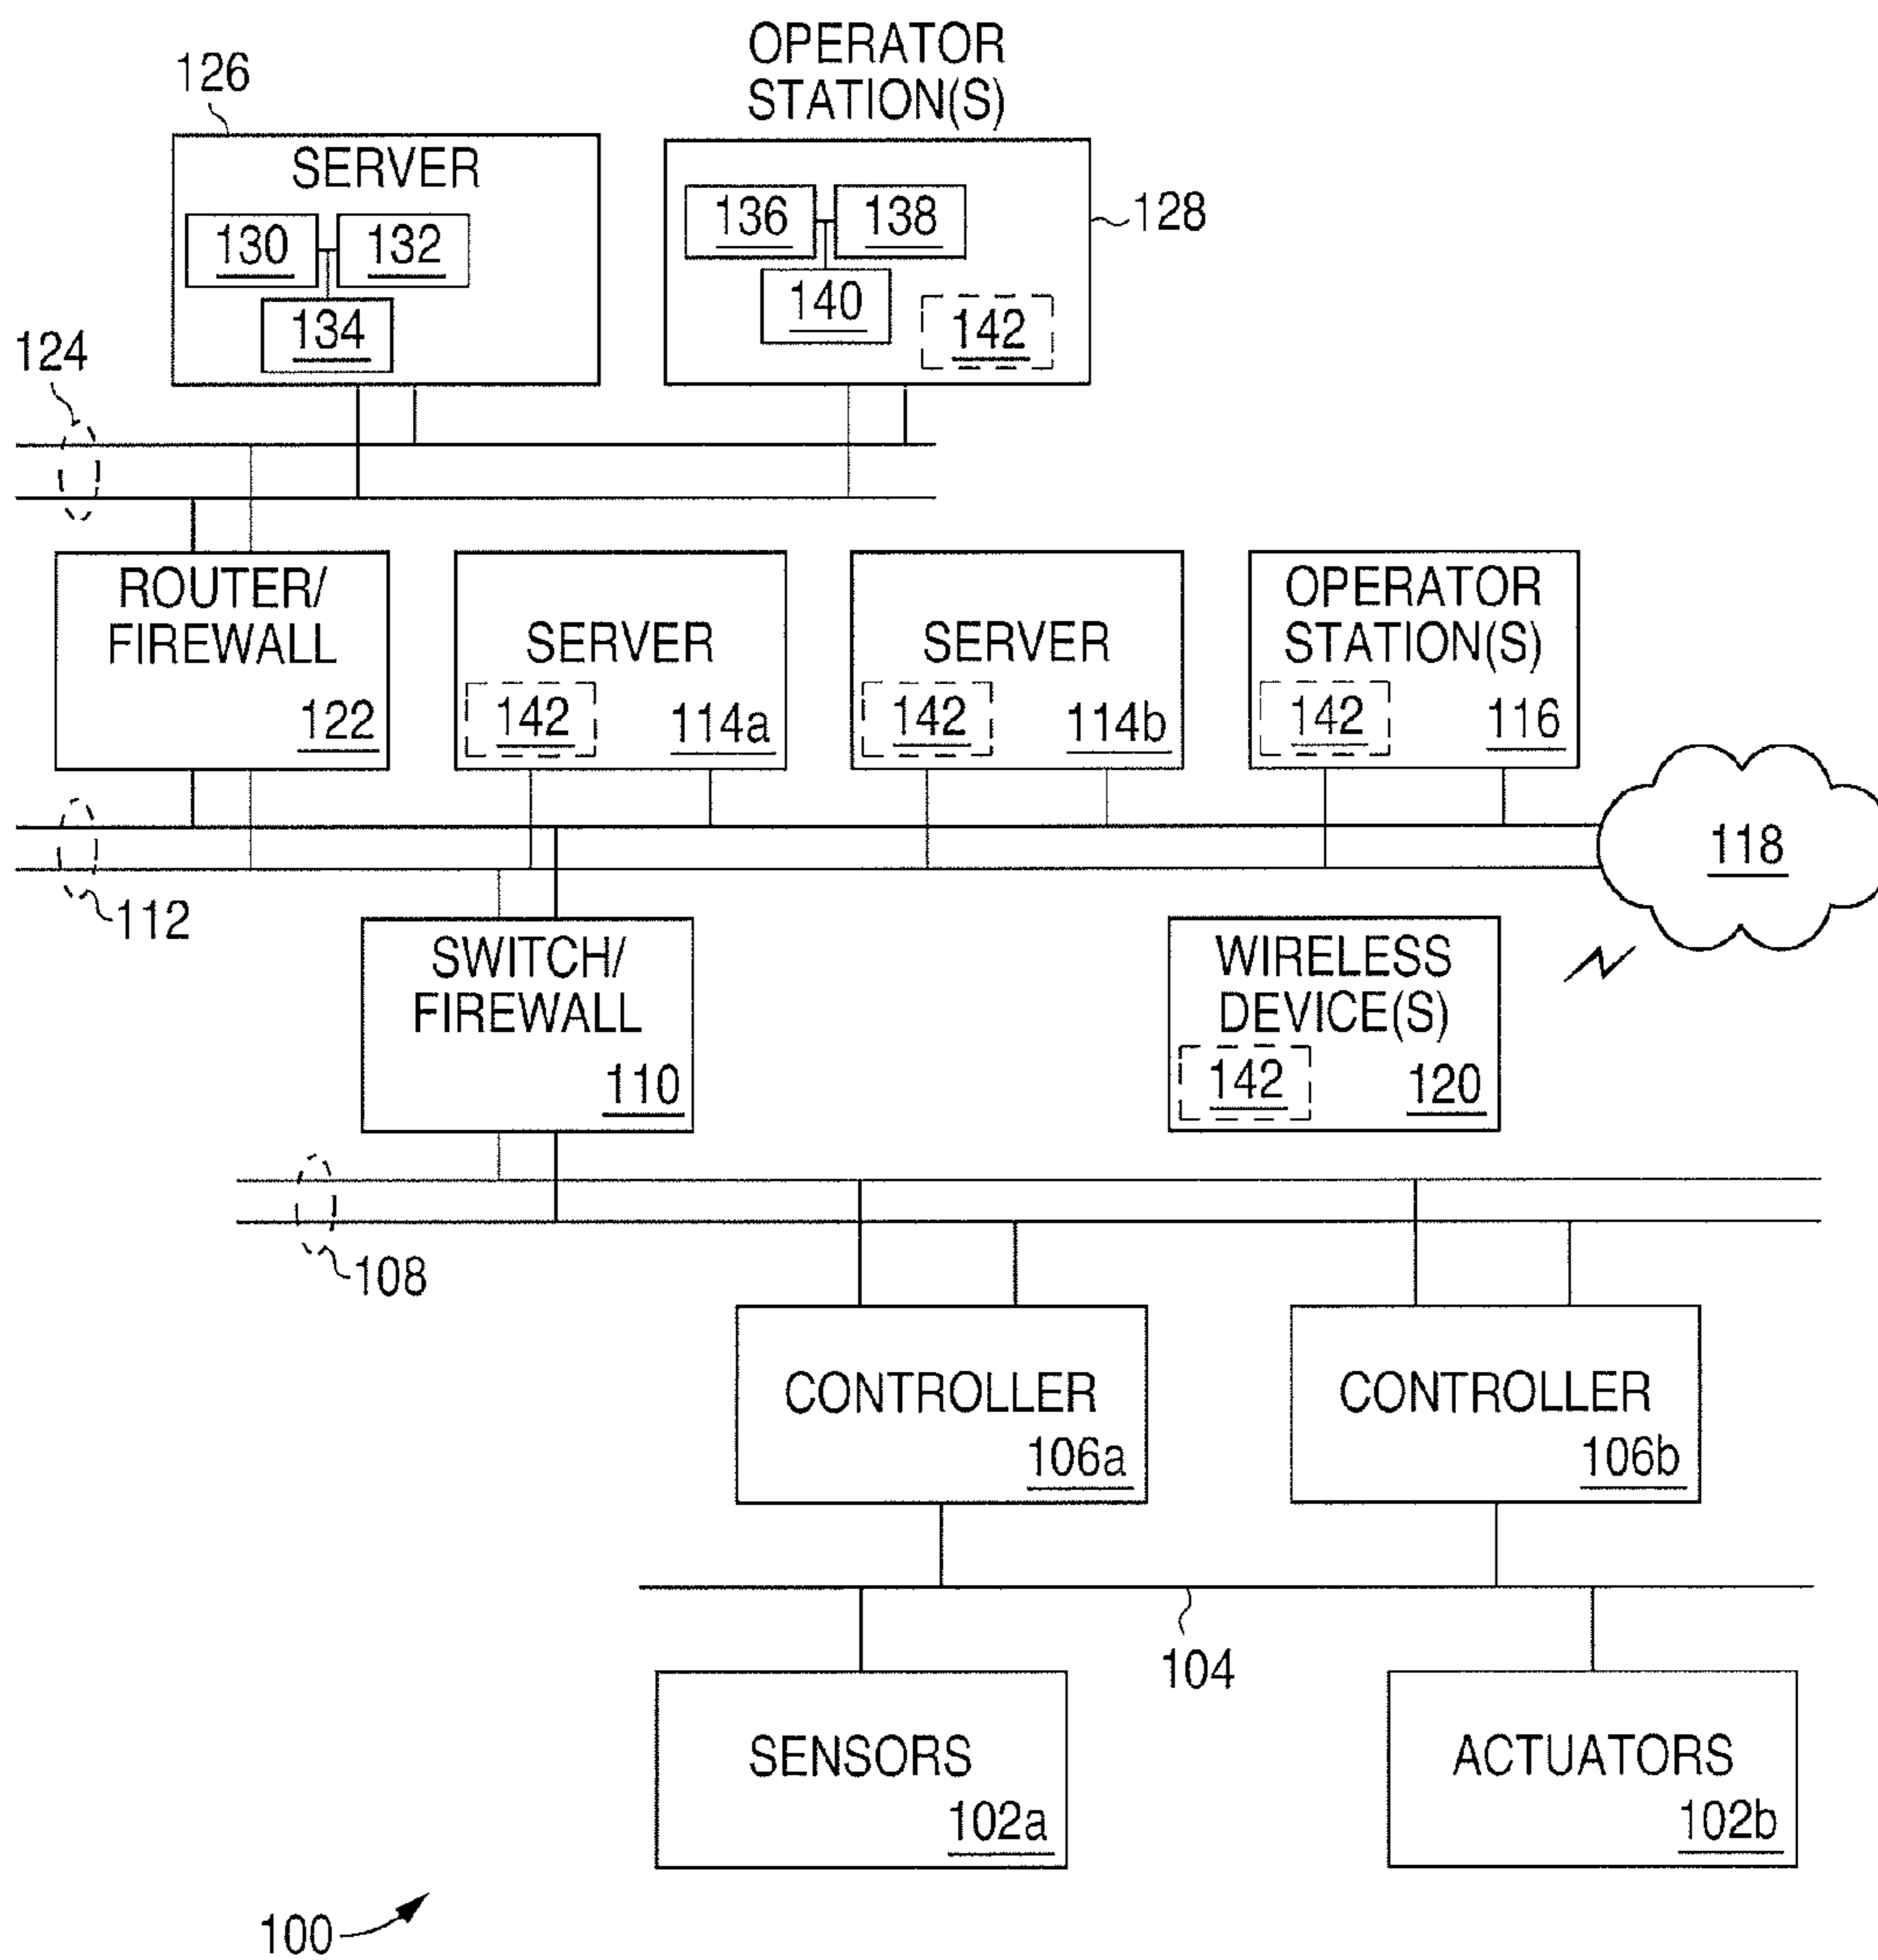 126
OPERATOR
STATION(S)
SERVER
130
132
134
136
138
140
142
128
124
ROUTER/
FIREWALL
122
SERVER
142
114a
SERVER
142
114b
OPERATOR
STATION(S)
142
116
118
112
SWITCH/
FIREWALL
110
WIRELESS
DEVICE(S)
142
120
108
CONTROLLER
106a
CONTROLLER
106b
104
SENSORS
102a
ACTUATORS
102b
100